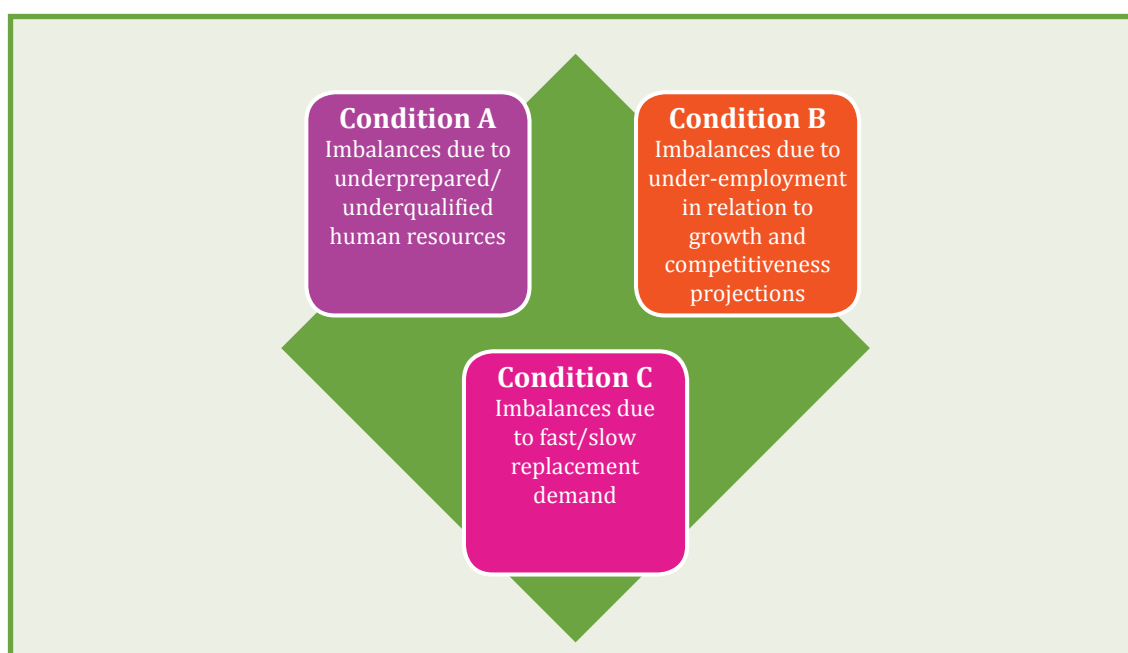 Condition A
Imbalances due to
underprepared/
underqualified
human resources
Condition B
Imbalances due to
under-employment
in relation to
growth and
competitiveness
projections
Condition C
Imbalances due
to fast/slow
replacement
demand